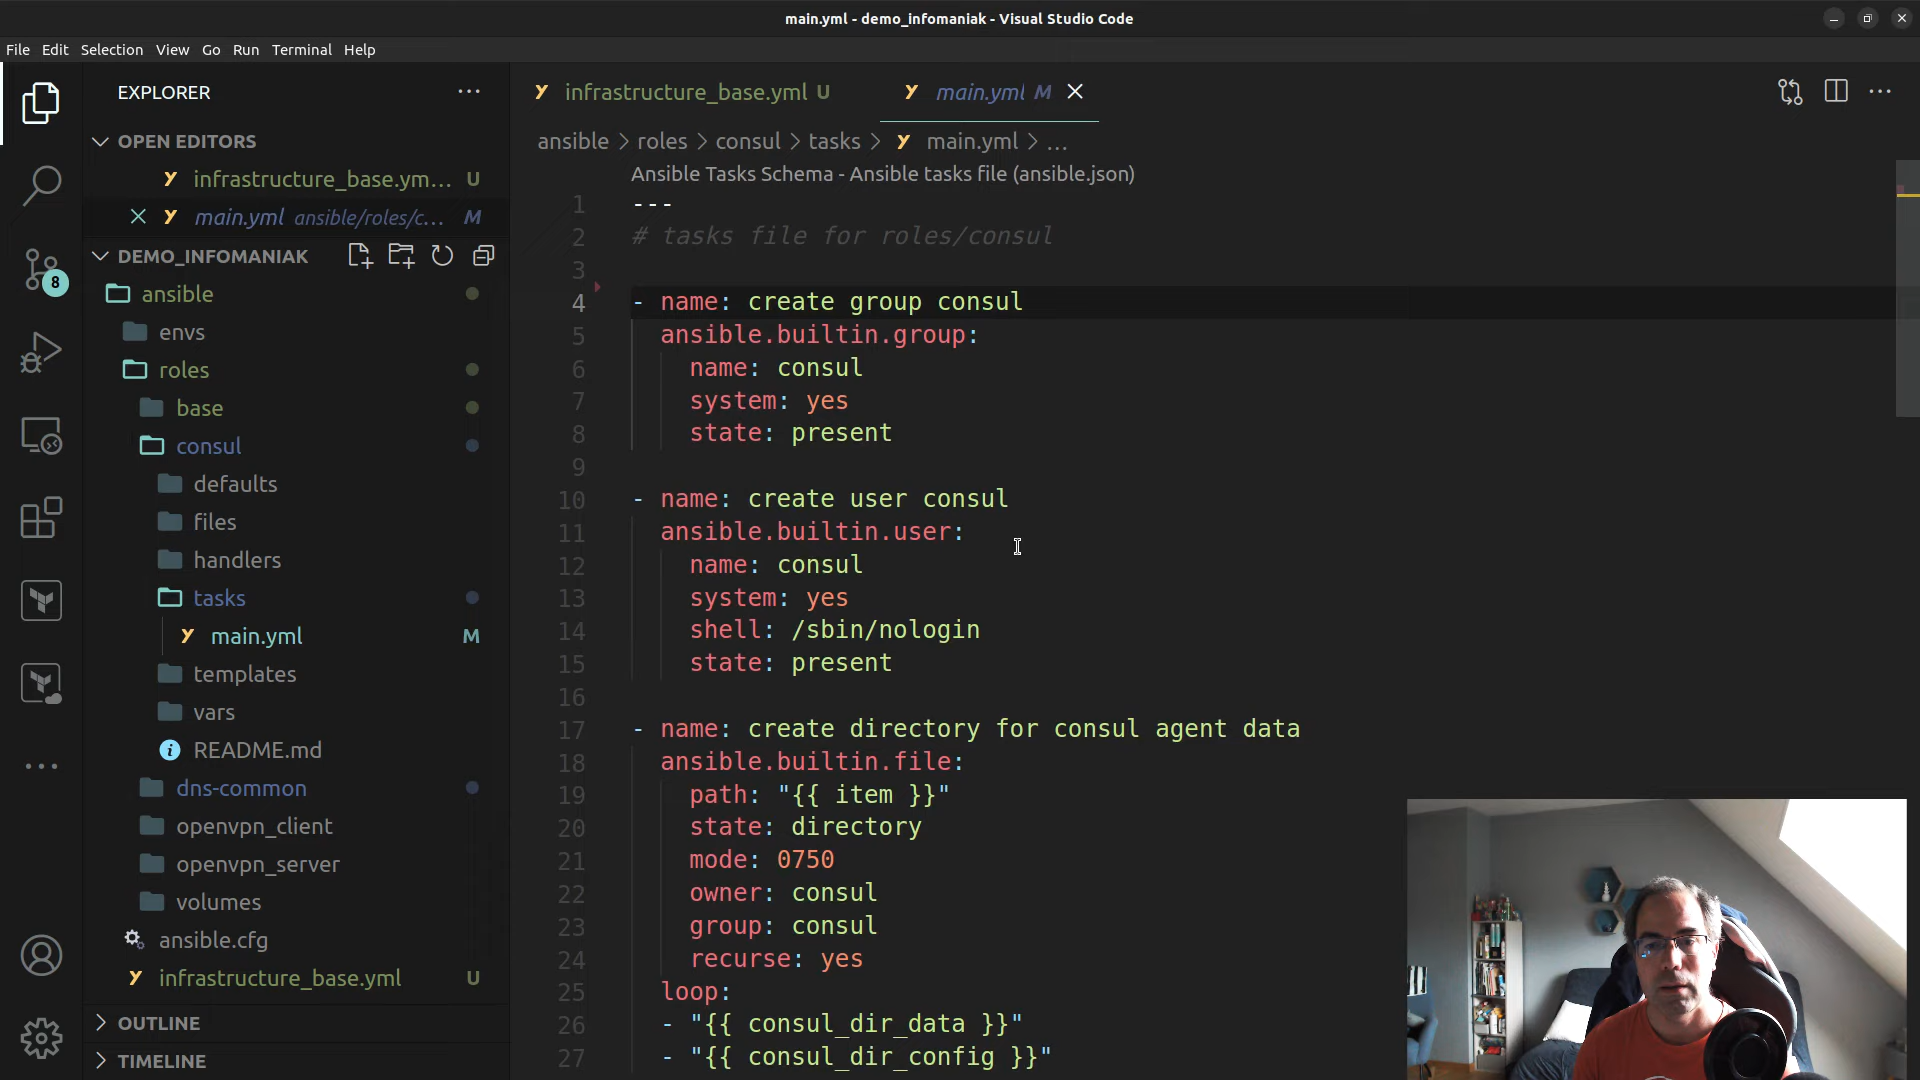 main.yml - demo_infomaniak - Visual Studio Code
File Edit Selection View Go Run Terminal Help
EXPLORER
OPEN EDITORS
infrastructure_base.ym... U
main.yml ansible/roles/c... M
DEMO_INFOMANIAK
8
ansible
envs
roles
base
consul
defaults
files
handlers
tasks
main.yml M
templates
vars
README.md
dns-common
openvpn_client
openvpn_server
volumes
ansible.cfg
infrastructure_base.yml U
OUTLINE
TIMELINE
infrastructure_base.yml U
main.yml M
ansible > roles > consul > tasks > main.yml > ...
Ansible Tasks Schema - Ansible tasks file (ansible.json)
1 ---
2 # tasks file for roles/consul
3
4 - name: create group consul
5 ansible.builtin.group:
6 name: consul
7 system: yes
8 state: present
9
10 - name: create user consul
11 ansible.builtin.user:
12 name: consul
13 system: yes
14 shell: /sbin/nologin
15 state: present
16
17 - name: create directory for consul agent data
18 ansible.builtin.file:
19 path: "{{ item }}"
20 state: directory
21 mode: 0750
22 owner: consul
23 group: consul
24 recurse: yes
25 loop:
26 - "{{ consul_dir_data }}"
27 - "{{ consul_dir_config }}"